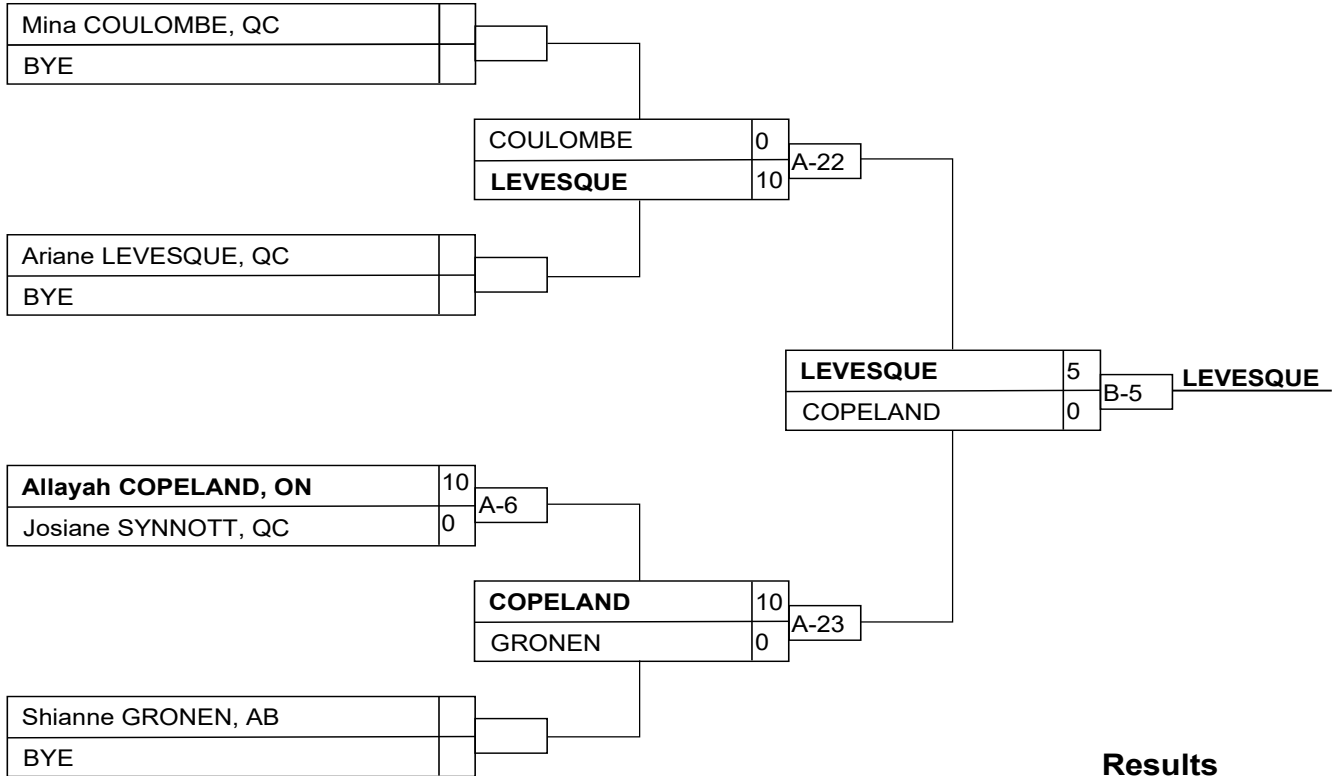 Mina COULOMBE, QC
BYE
COULOMBE 0
A-22
LEVESQUE 10
Ariane LEVESQUE, QC
BYE
LEVESQUE 5
B-5 LEVESQUE
COPELAND 0
Allayah COPELAND, ON 10
A-6
Josiane SYNNOTT, QC 0
COPELAND 10
A-23
GRONEN 0
Shianne GRONEN, AB
BYE
Results